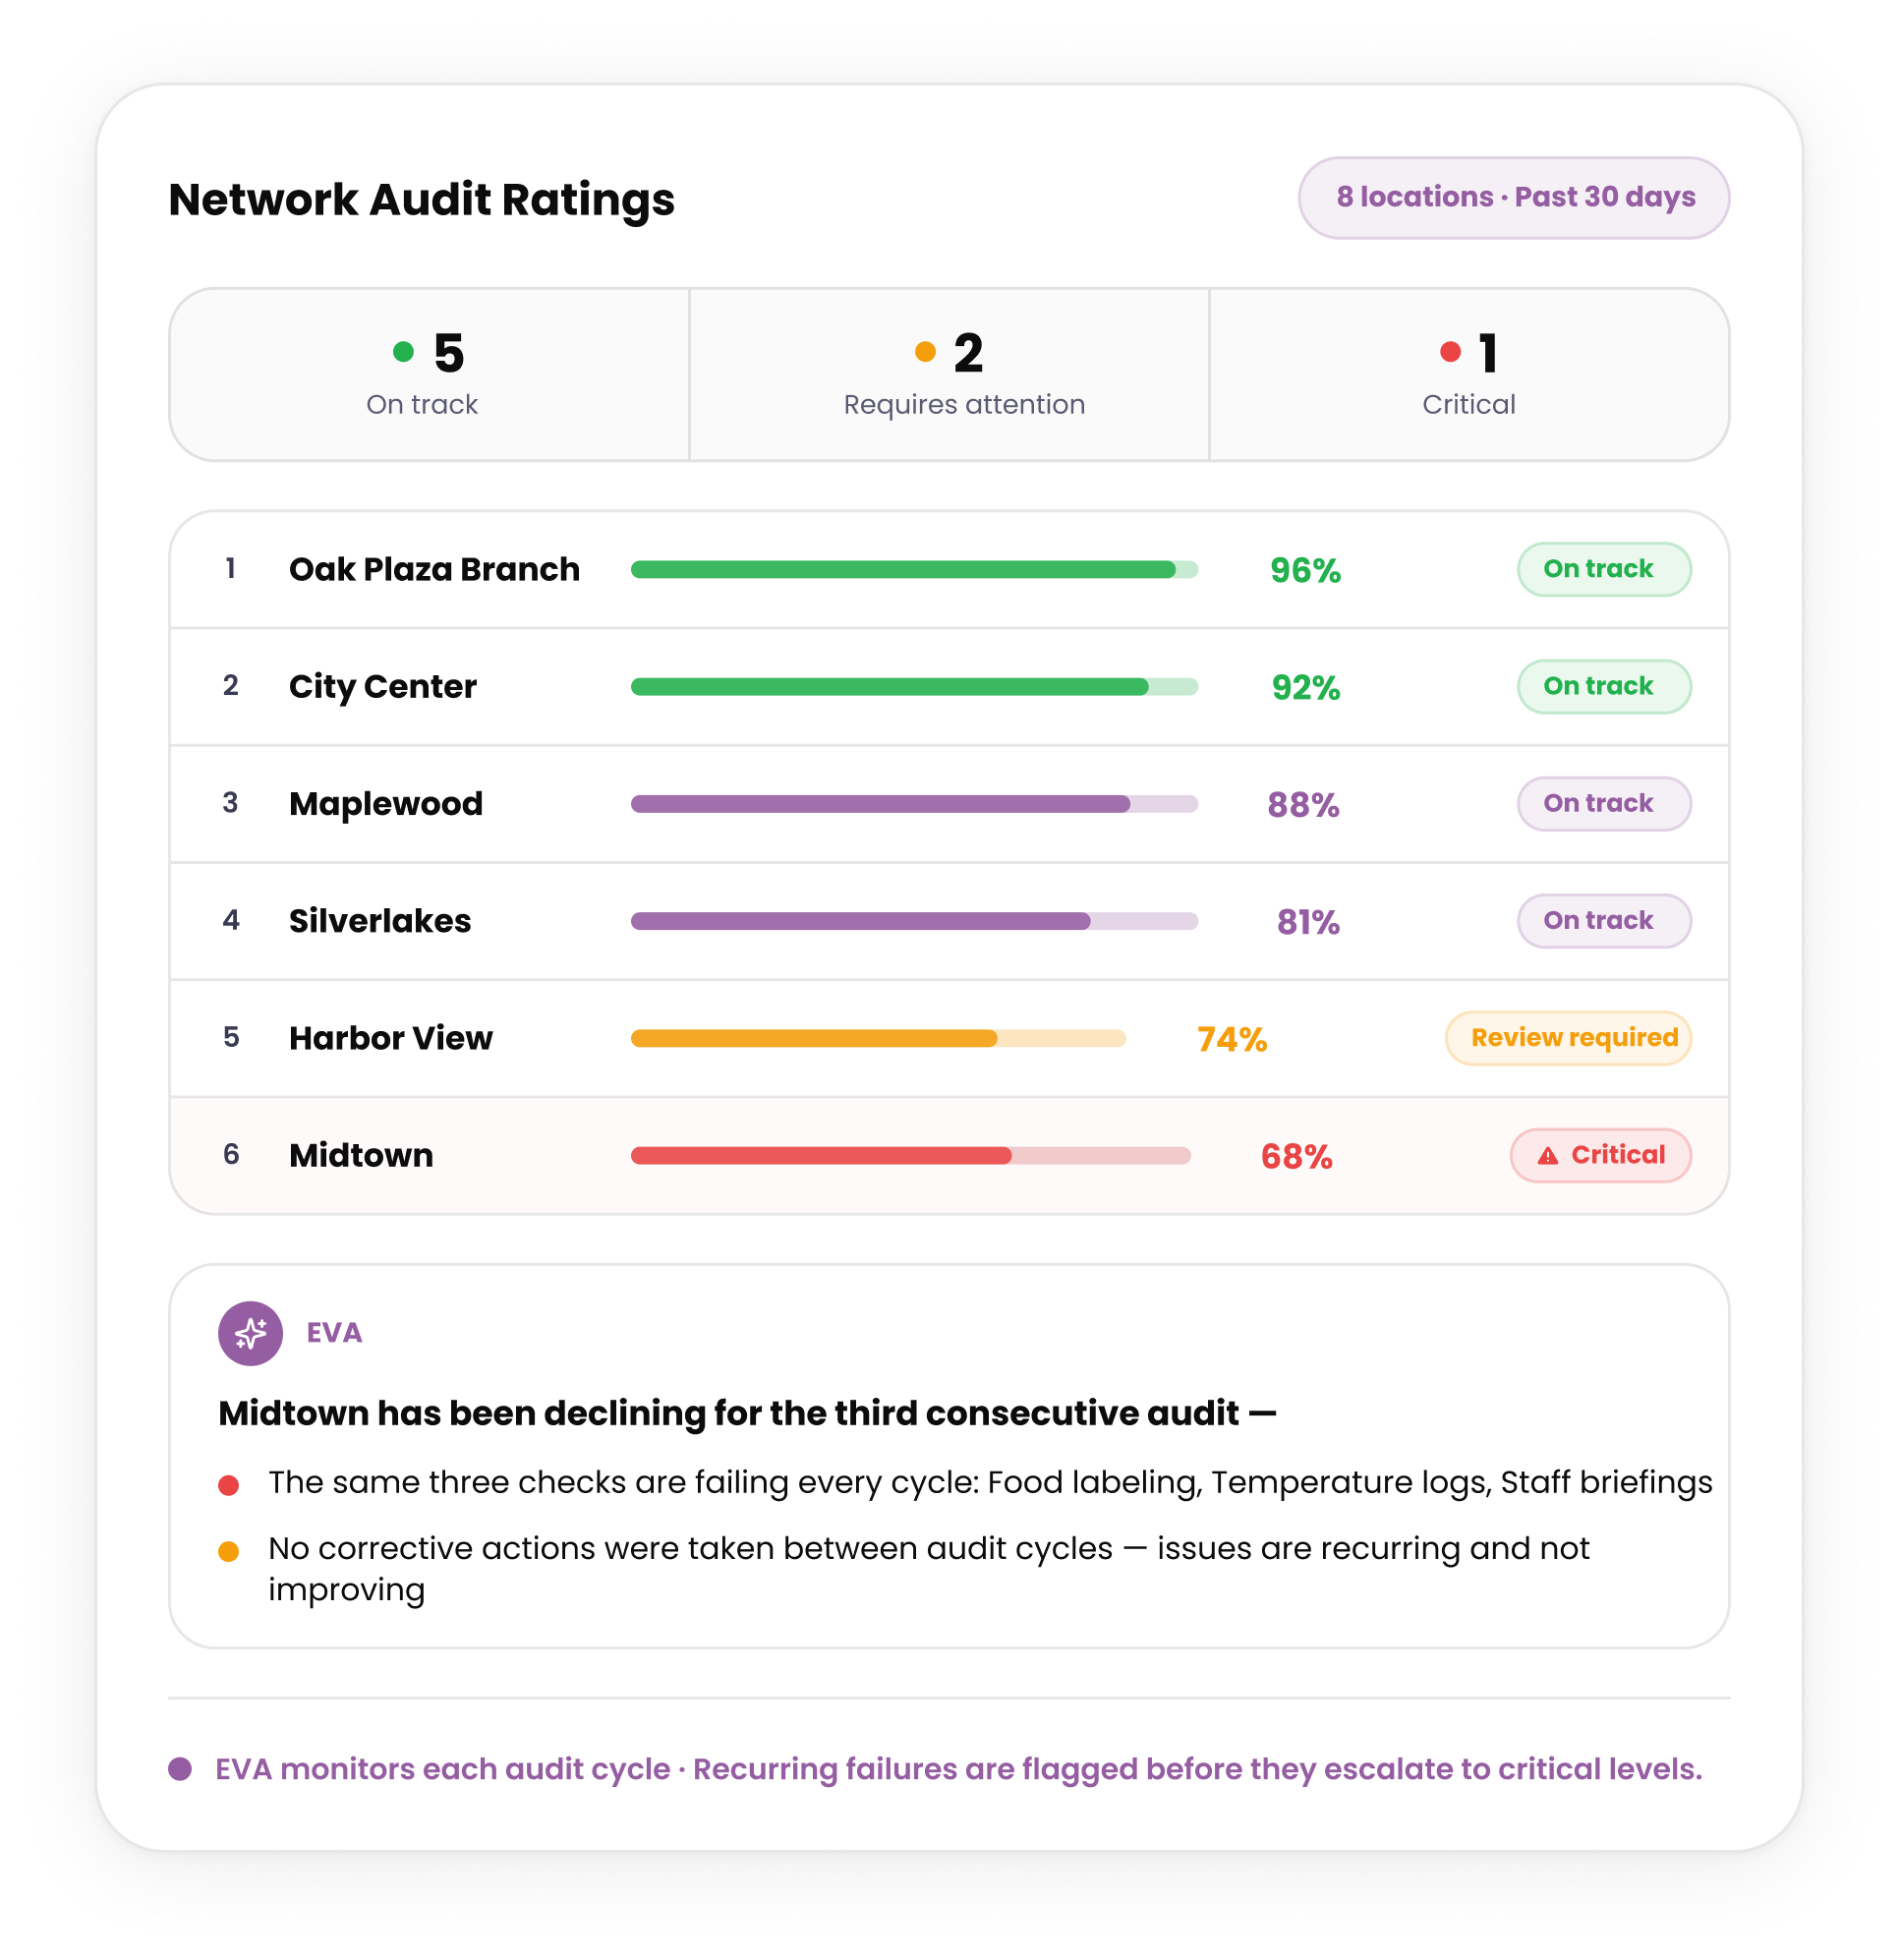 Network Audit Ratings
8 locations · Past 30 days
5
On track
2
Requires attention
1
Critical
1 Oak Plaza Branch 96% On track
2 City Center 92% On track
3 Maplewood 88% On track
4 Silverlakes 81% On track
5 Harbor View 74% Review required
6 Midtown 68% Critical
EVA
Midtown has been declining for the third consecutive audit —
The same three checks are failing every cycle: Food labeling, Temperature logs, Staff briefings
No corrective actions were taken between audit cycles — issues are recurring and not
improving
EVA monitors each audit cycle · Recurring failures are flagged before they escalate to critical levels.